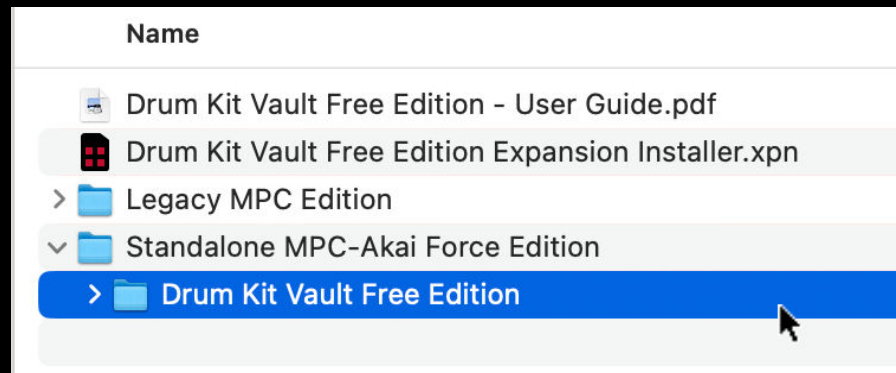 Name
Drum Kit Vault Free Edition - User Guide.pdf
Drum Kit Vault Free Edition Expansion Installer.xpn
Legacy MPC Edition
Standalone MPC-Akai Force Edition
Drum Kit Vault Free Edition